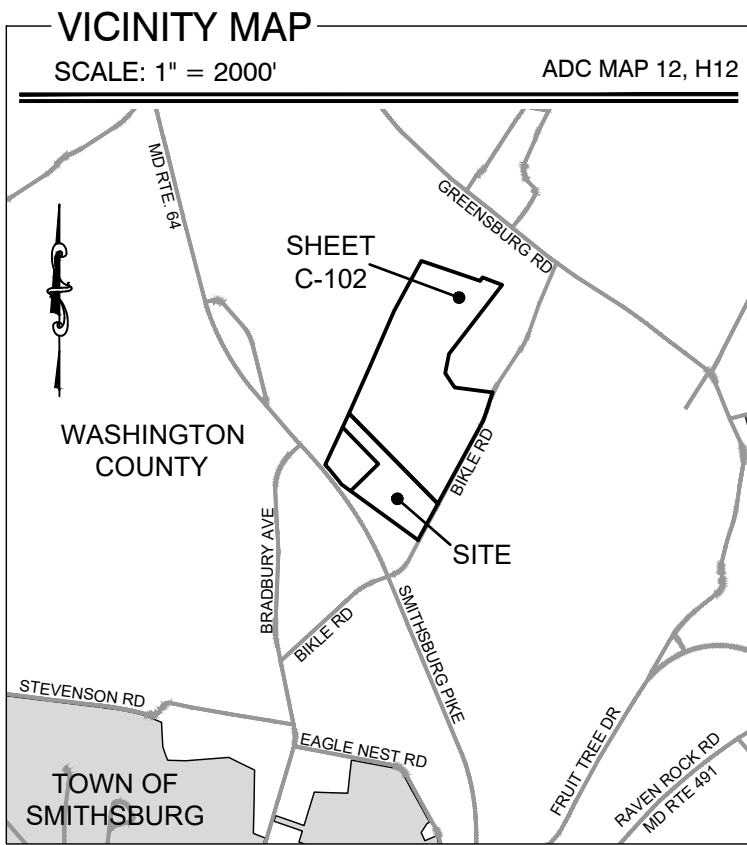 VICINITY MAP
SCALE: 1" = 2000'
ADC MAP 12, H12
MD RTE. 64
GREENSBURG RD
SHEET
C-102
WASHINGTON
COUNTY
BIKLE RD
SITE
BRADBURY AVE
BIKLE RD
SMITHSBURG PIKE
STEVENSON RD
EAGLE NEST RD
FRUIT TREE DR
RAVEN ROCK RD
MD RTE 491
TOWN OF
SMITHSBURG